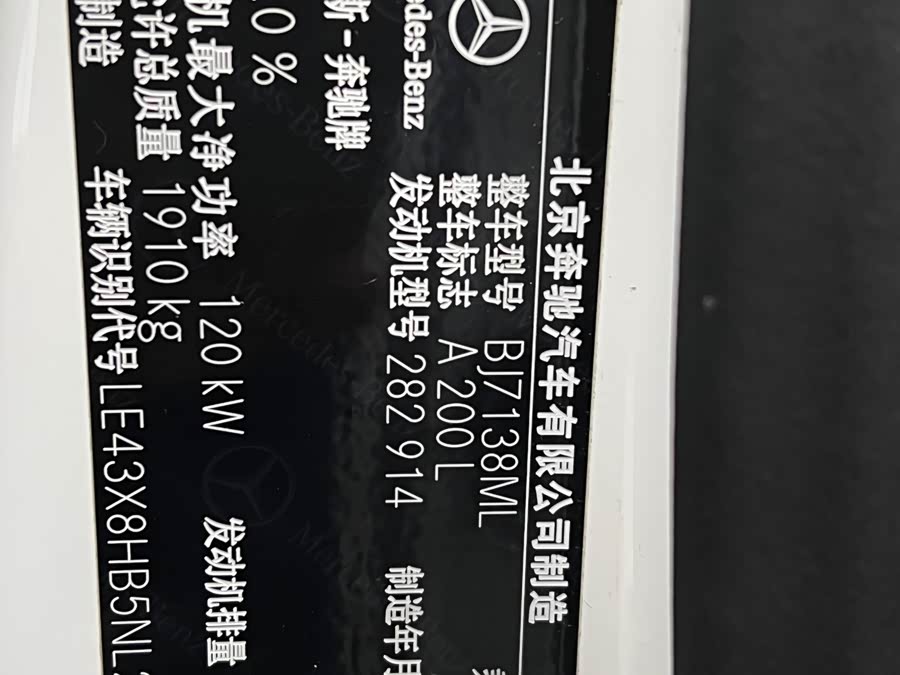 北京奔驰汽车有限公司制造
整车型号 BJ7138ML
整车标志 A 200 L
Mercedes-Benz
发动机型号 282 914
制造年月
新-奔驰牌
0 %
机最大净功率 120 kW
发动机排量
许总质量 1910 kg
车辆识别代号 LE43X8HB5NL
制造